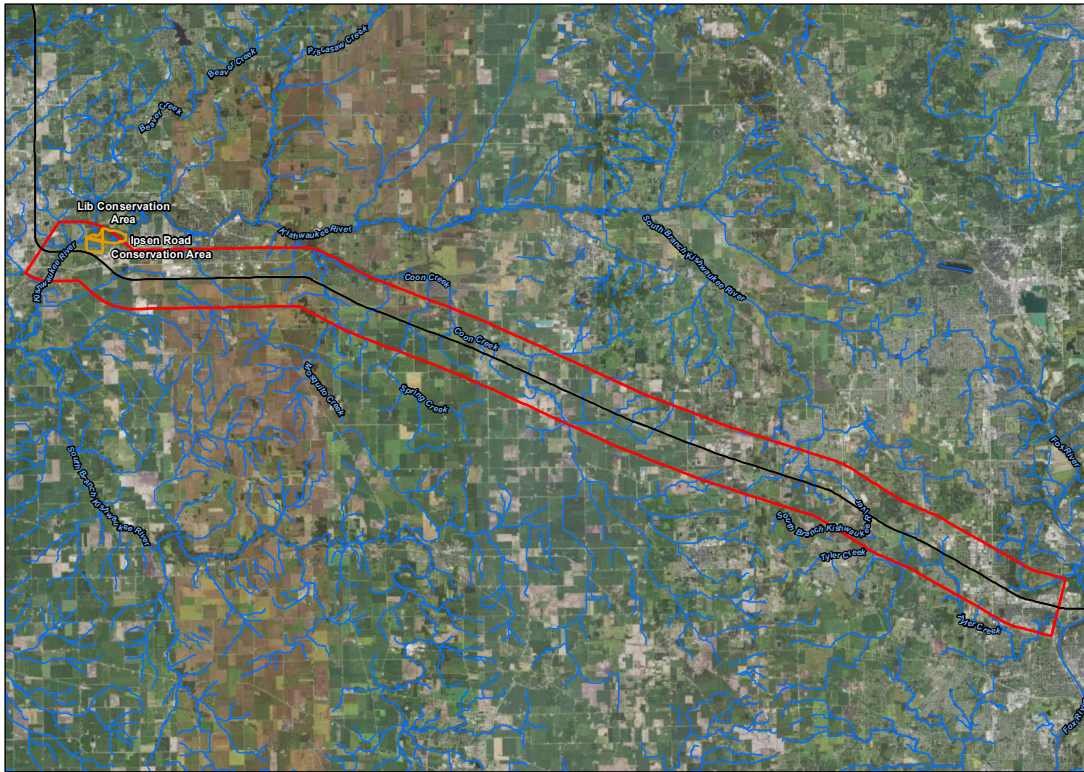 Piscasaw Creek
Beaver Creek
Beaver Creek
Lib Conservation
Area
Ipsen Road
Conservation Area
Kishwaukee River
Kishwaukee River
South Branch Kishwaukee River
Coon Creek
Coon Creek
Mosquito Creek
Spring Creek
South Branch Kishwaukee River
Fox River
South Branch Kishwaukee River
Tyler Creek
Tyler Creek
Fox River